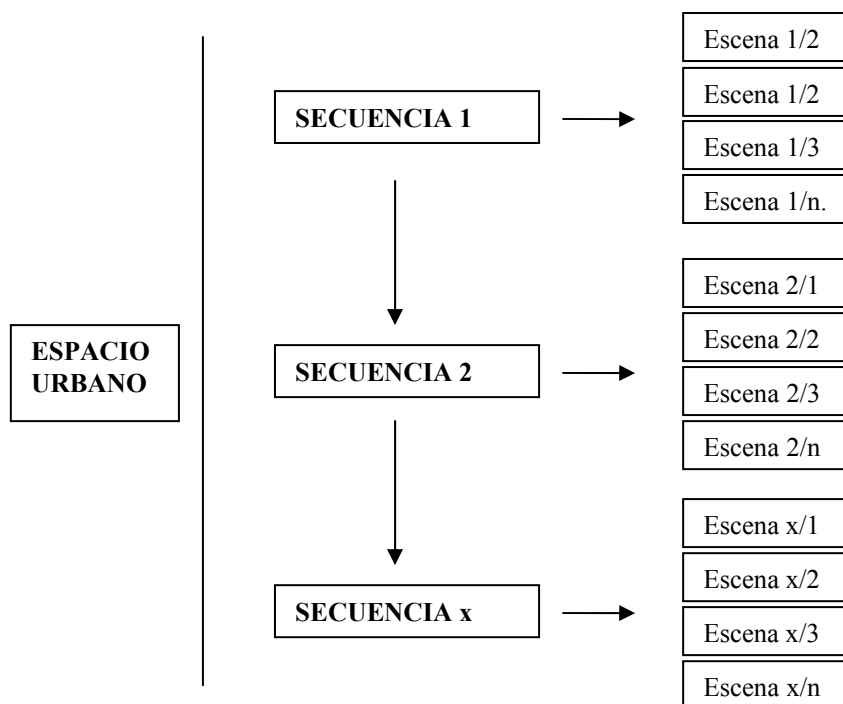 ESPACIO
URBANO
SECUENCIA 1
Escena 1/2
Escena 1/2
Escena 1/3
Escena 1/n.
SECUENCIA 2
Escena 2/1
Escena 2/2
Escena 2/3
Escena 2/n
SECUENCIA x
Escena x/1
Escena x/2
Escena x/3
Escena x/n